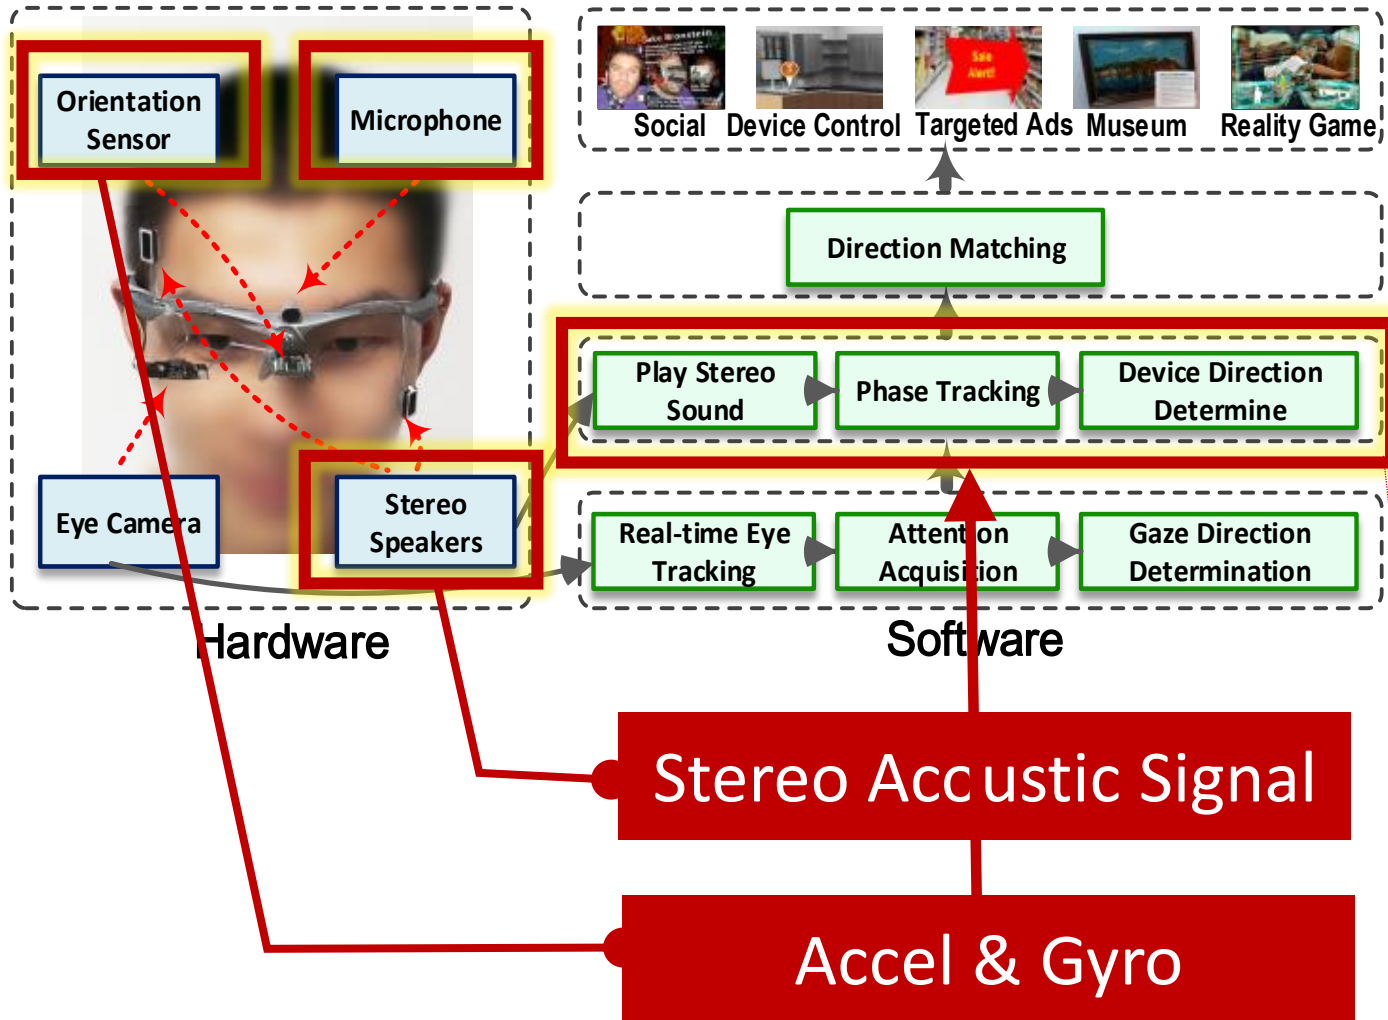 Orientation
Sensor
Microphone
Eye Camera
Stereo
Speakers
Hardware
Sale
Alert!
Social
Device Control
Targeted Ads
Museum
Reality Game
Direction Matching
Play Stereo
Sound
Phase Tracking
Device Direction
Determine
Real-time Eye
Tracking
Attention
Acquisition
Gaze Direction
Determination
Software
Stereo Accustic Signal
Accel & Gyro